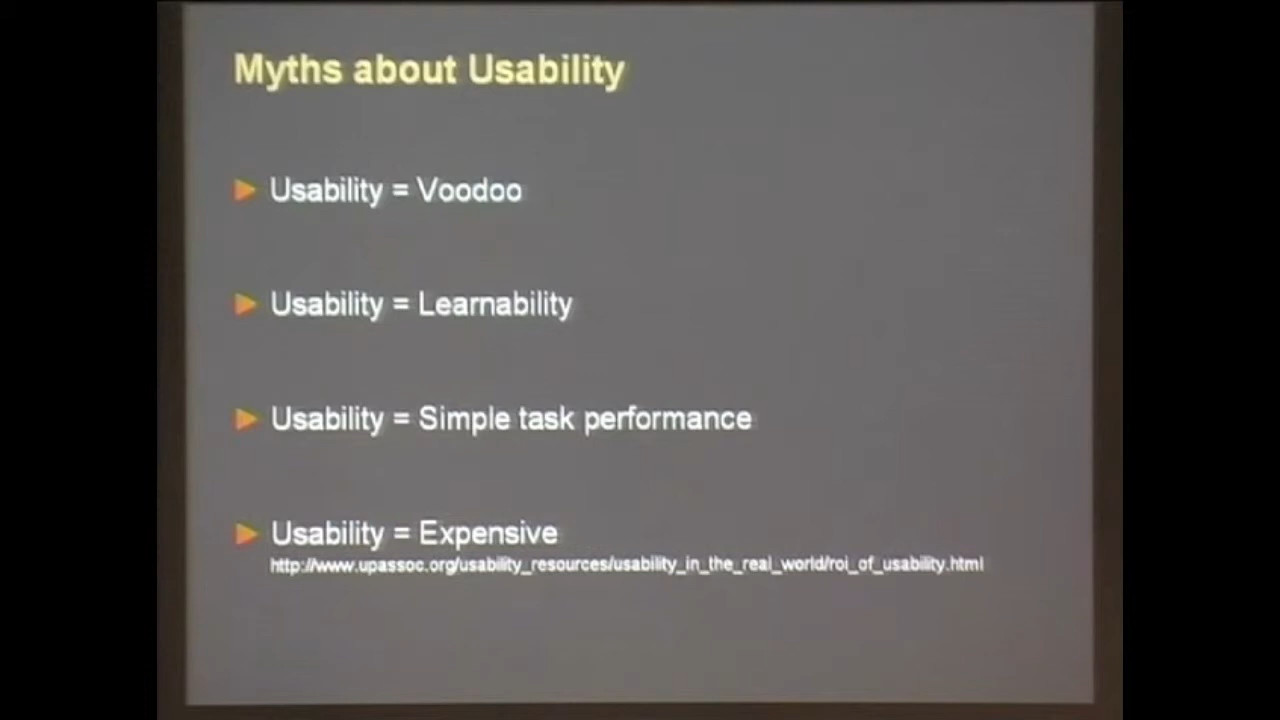 Myths about Usability
Usability = Voodoo
Usability = Learnability
Usability = Simple task performance
Usability = Expensive
http://www.upassoc.org/usability_resources/usability_in_the_real_world/roi_of_usability.html